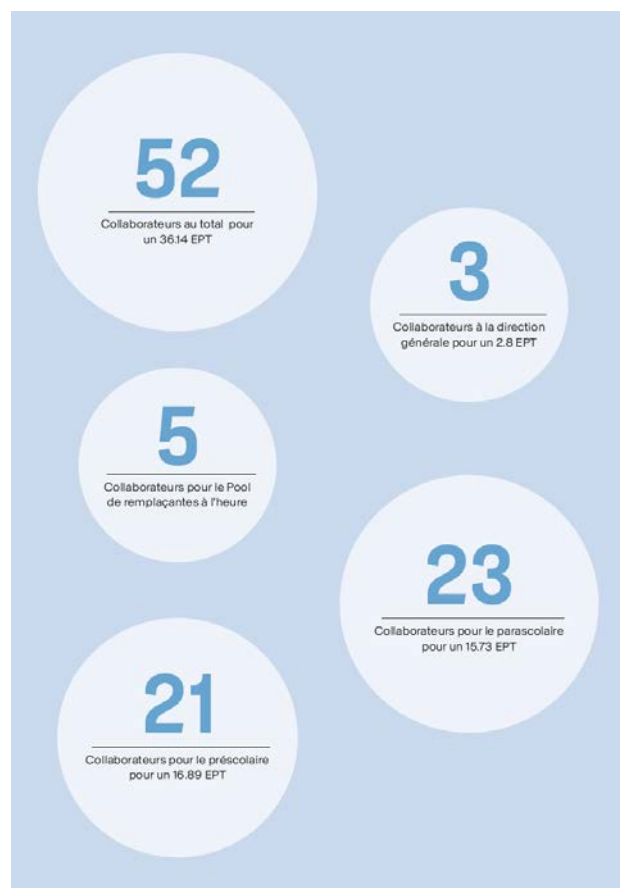 52
Collaborateurs au total pour
un 36.14 EPT
3
Collaborateurs à la direction
générale pour un 2.8 EPT
5
Collaborateurs pour le Pool
de remplaçantes à l'heure
23
Collaborateurs pour le parascolaire
pour un 15.73 EPT
21
Collaborateurs pour le préscolaire
pour un 16.89 EPT